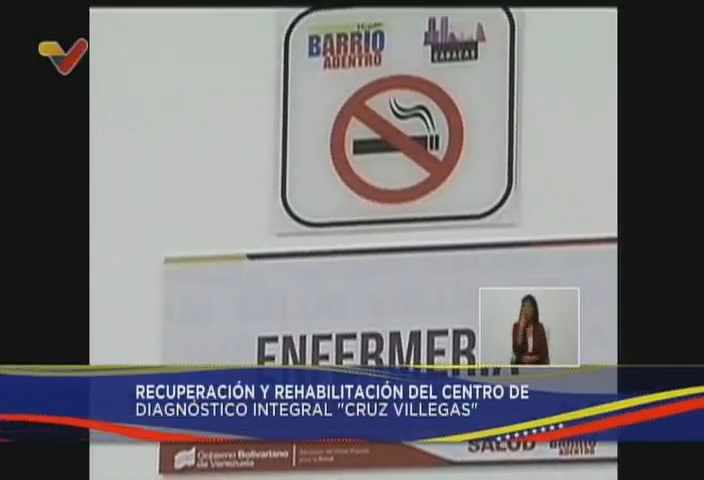 BARRIO
ADENTRO
CARACAS
ENFERMER
RECUPERACIÓN Y REHABILITACIÓN DEL CENTRO DE
DIAGNÓSTICO INTEGRAL "CRUZ VILLEGAS"
SALUD
BARRIO
ADENTRO
Gobierno Bolivariano
de Venezuela